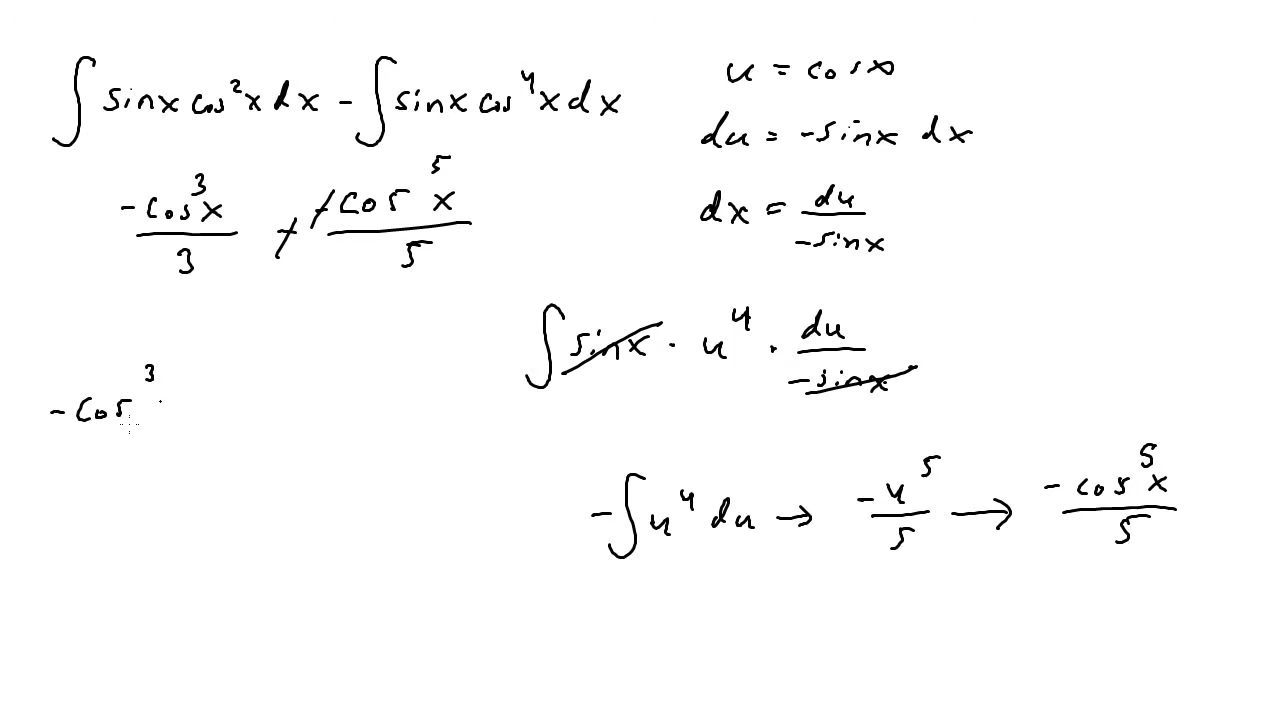 ∫ sinx cos²x dx - ∫ sinx cos⁴x dx
-cos³x/3 + +cos⁵x/5
-cos³
u = cosx
du = -sinx dx
dx = du/-sinx
∫ sinx · u⁴ · du/-sinx
-∫ u⁴ du → -u⁵/5 → -cos⁵x/5